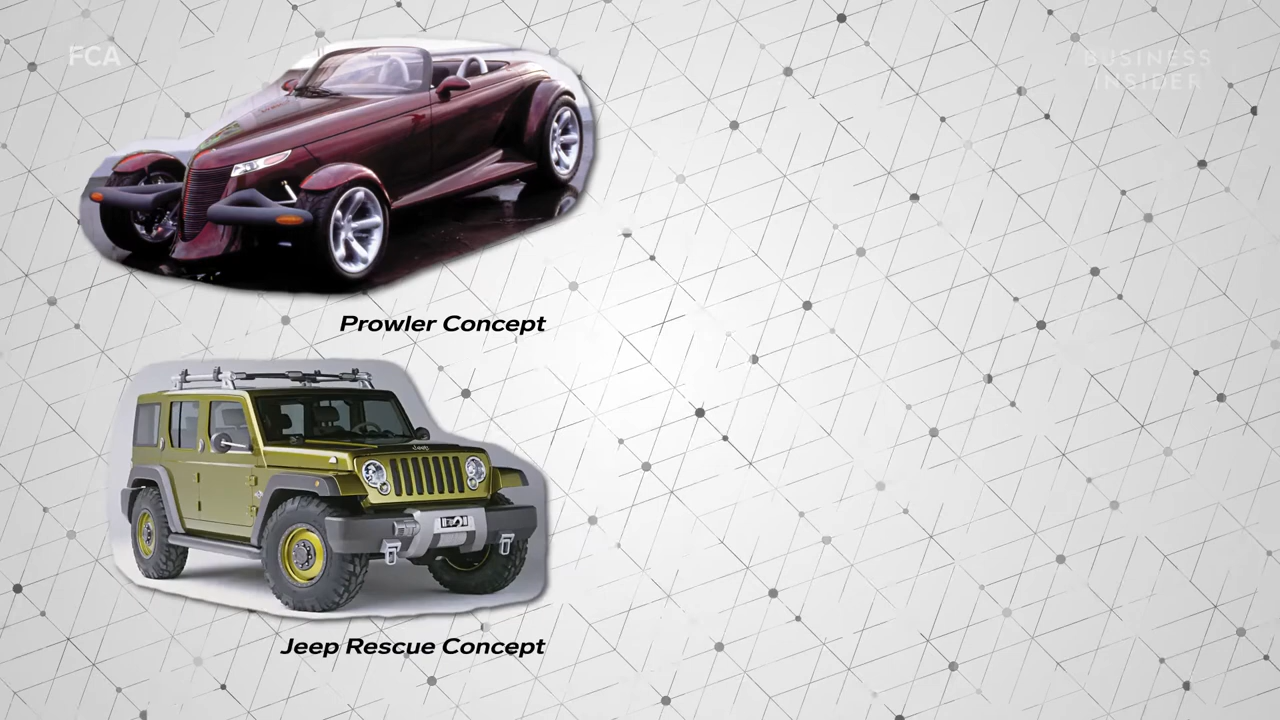 FCA
BUSINESS
INSIDER
Prowler Concept
Jeep Rescue Concept